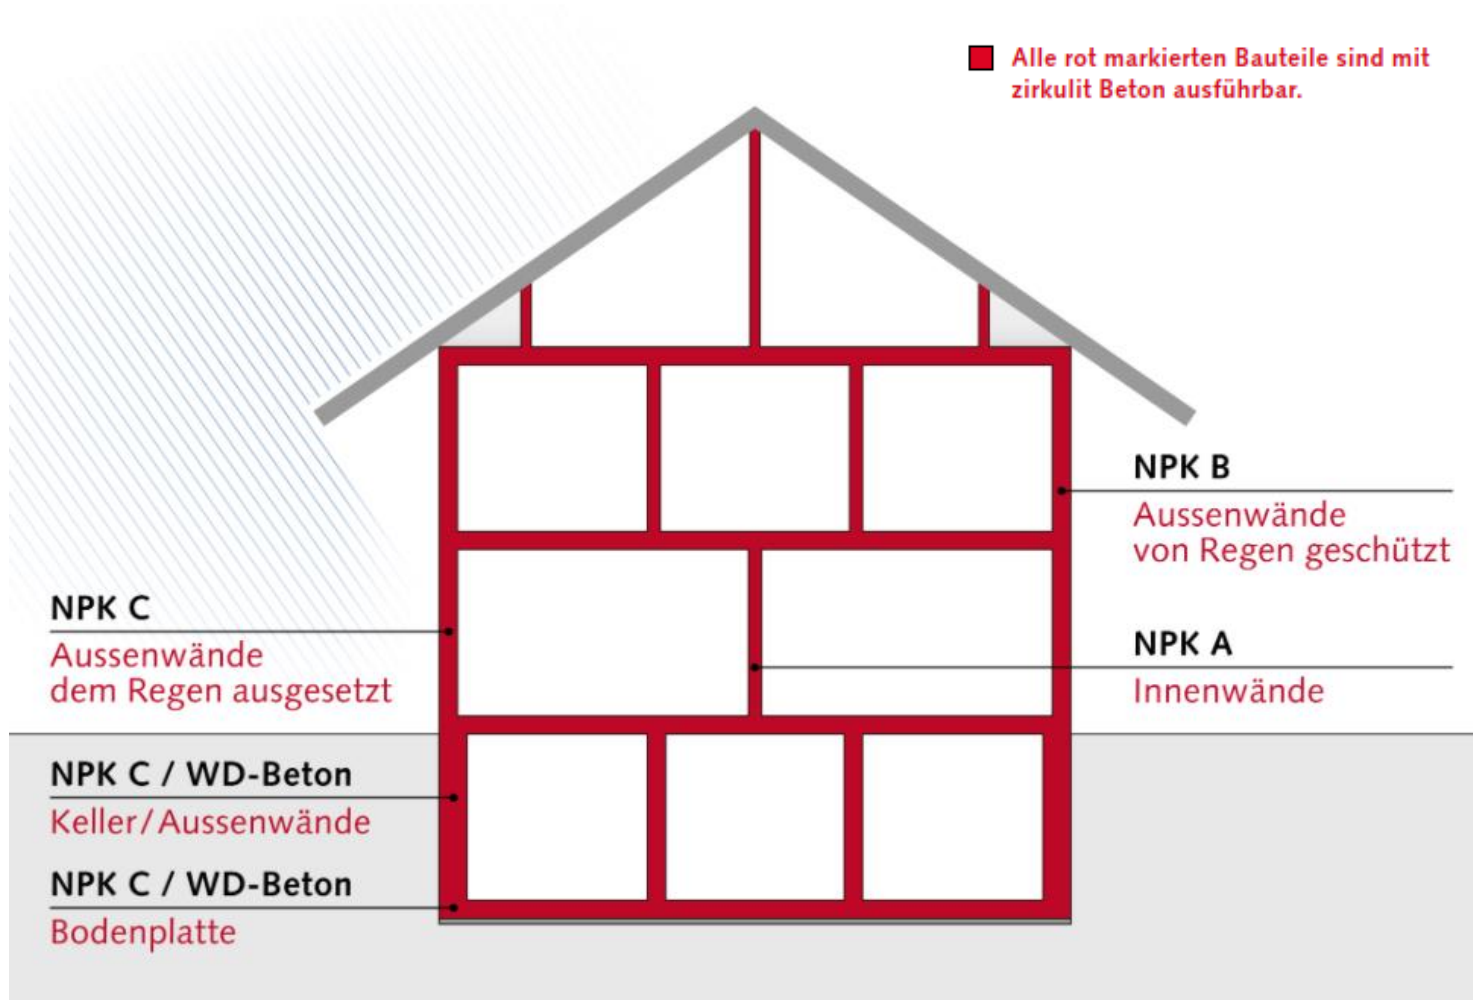 Alle rot markierten Bauteile sind mit
zirkulit Beton ausführbar.
NPK B
Aussenwände
von Regen geschützt
NPK C
Aussenwände
dem Regen ausgesetzt
NPK A
Innenwände
NPK C / WD-Beton
Keller/Aussenwände
NPK C / WD-Beton
Bodenplatte